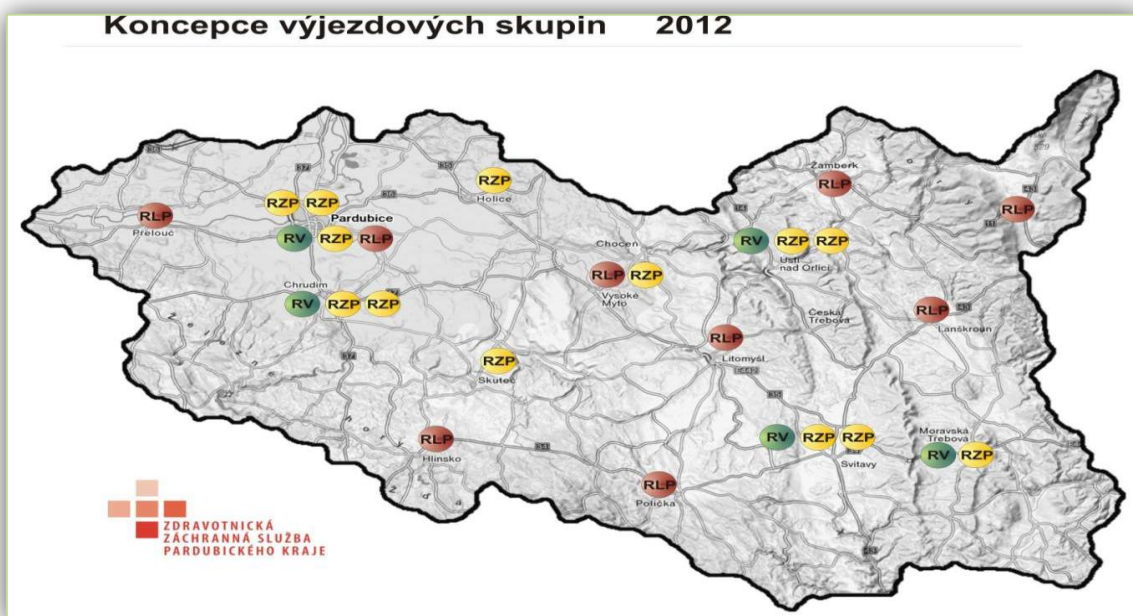 Koncepce výjezdových skupin 2012
Žamberk
RLP
RZP
Holice
RLP
RZP RZP
RLP
Přelouč
Pardubice
RV RZP RLP
RV RZP RZP
Ústí
nad Orlicí
Choceň
RLP RZP
Vysoké
Mýto
Chrudim
RV RZP RZP
Česká
Třebová
RLP
Lanškroun
RLP
Litomyšl
RZP
Skuteč
RLP
Hlinsko
RV RZP RZP
Svitavy
Moravská
Třebová
RV RZP
RLP
Polička
ZDRAVOTNICKÁ
ZÁCHRANNÁ SLUŽBA
PARDUBICKÉHO KRAJE